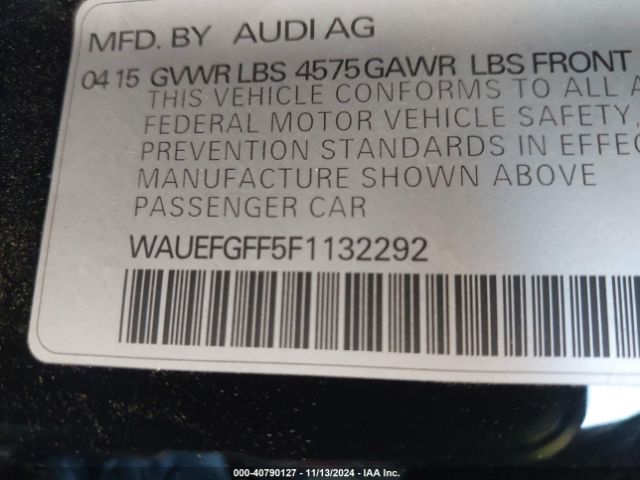 MFD. BY AUDI AG
04 15 GVWR LBS 4575 GAWR LBS FRONT
THIS VEHICLE CONFORMS TO ALL A
FEDERAL MOTOR VEHICLE SAFETY,
PREVENTION STANDARDS IN EFFEC
MANUFACTURE SHOWN ABOVE
PASSENGER CAR
WAUEFGFF5F1132292
000-40790127 - 11/13/2024 - IAA Inc.